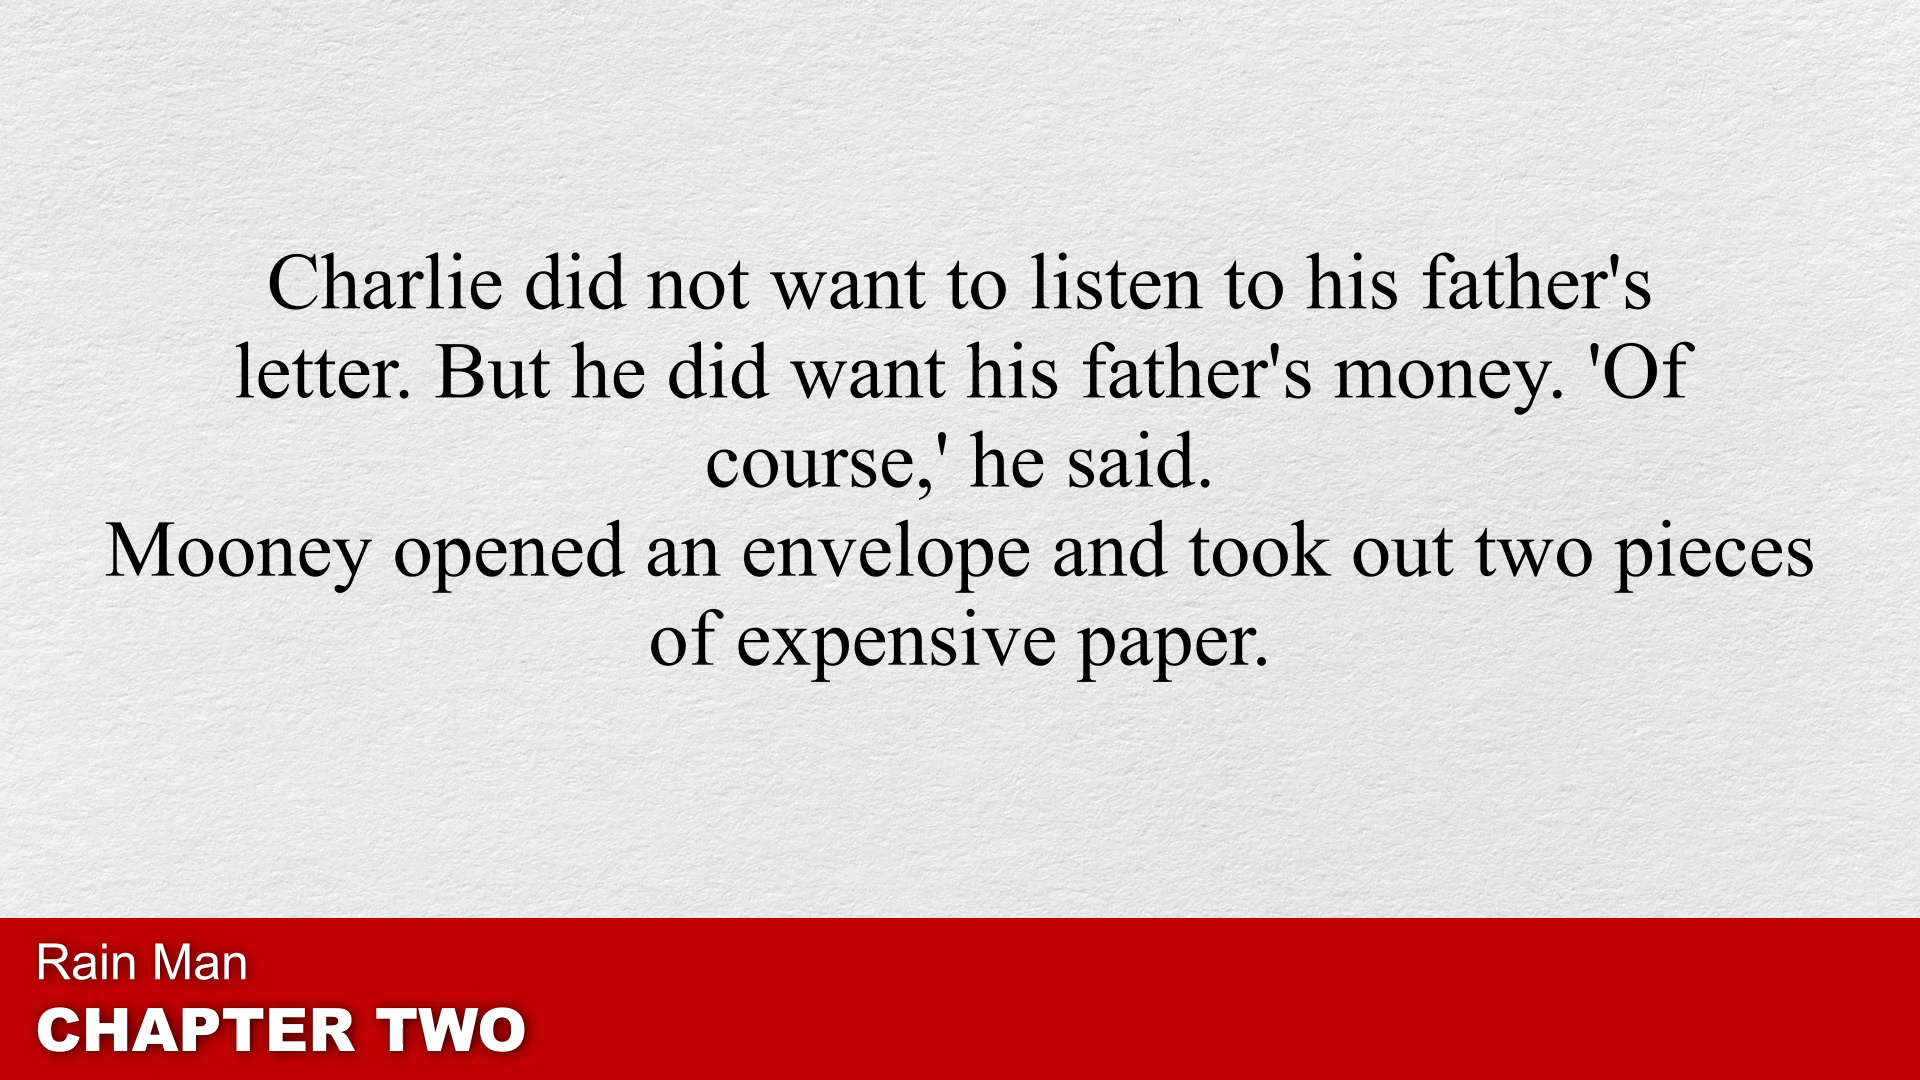 Charlie did not want to listen to his father's
letter. But he did want his father's money. 'Of
course,' he said.
Mooney opened an envelope and took out two pieces
of expensive paper.
Rain Man
CHAPTER TWO